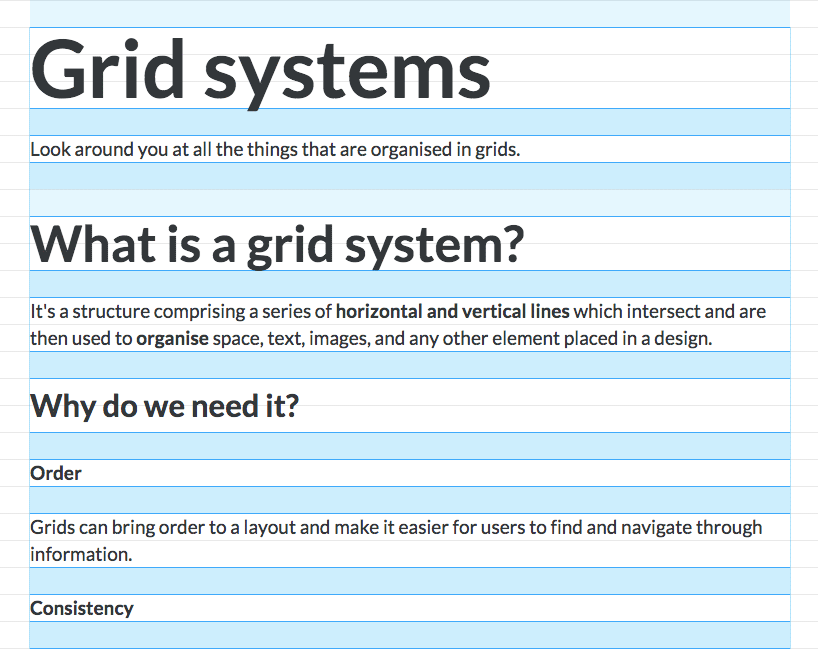 Grid systems
Look around you at all the things that are organised in grids.
What is a grid system?
It's a structure comprising a series of horizontal and vertical lines which intersect and are
then used to organise space, text, images, and any other element placed in a design.
Why do we need it?
Order
Grids can bring order to a layout and make it easier for users to find and navigate through
information.
Consistency